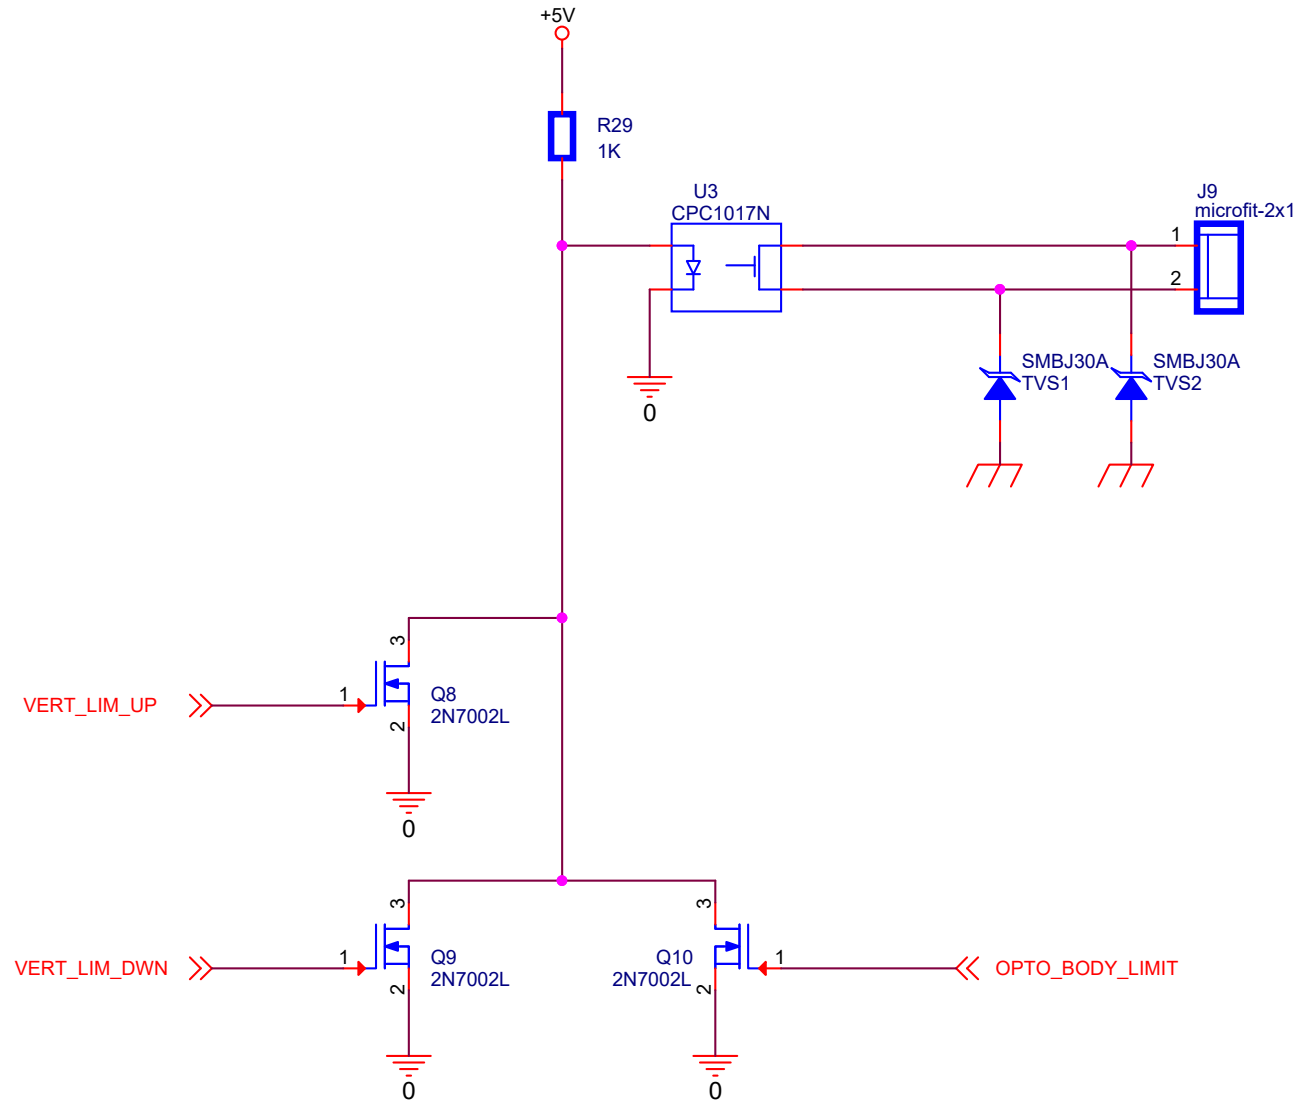 +5V
R29
1K
U3
CPC1017N
J9
microfit-2x1
1
2
SMBJ30A
TVS1
SMBJ30A
TVS2
0
3
VERT_LIM_UP
1
Q8
2N7002L
2
0
3
3
VERT_LIM_DWN
1
Q9
2N7002L
2
Q10
2N7002L
1
OPTO_BODY_LIMIT
2
0
0